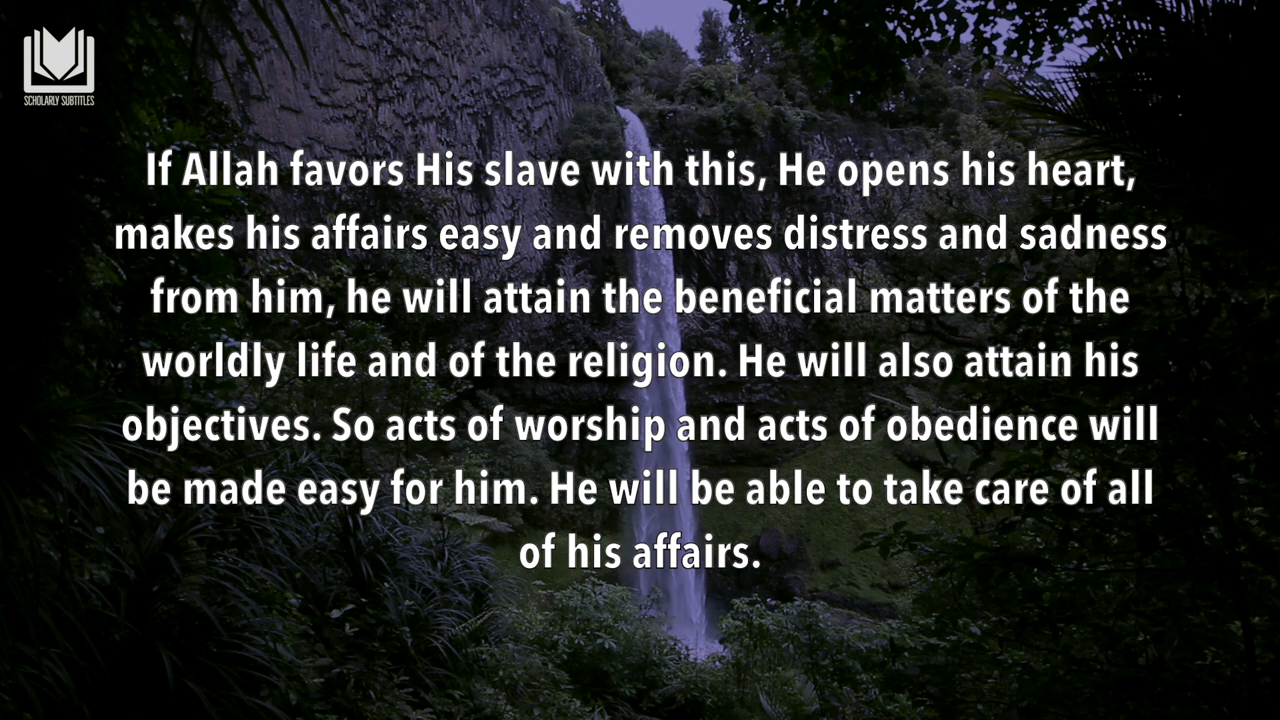 SCHOLARLY SUBTITLES
If Allah favors His slave with this, He opens his heart,
makes his affairs easy and removes distress and sadness
from him, he will attain the beneficial matters of the
worldly life and of the religion. He will also attain his
objectives. So acts of worship and acts of obedience will
be made easy for him. He will be able to take care of all
of his affairs.